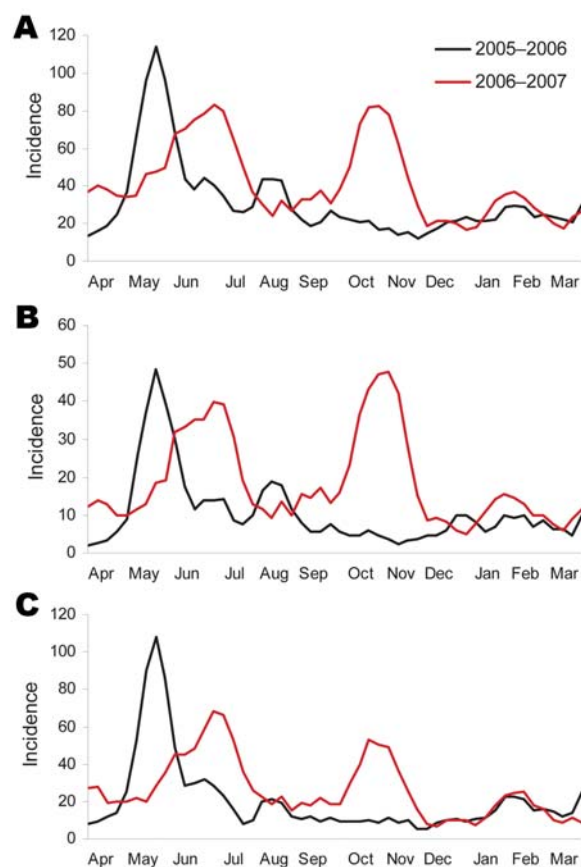 A
120
100
80
60
40
20
0
Incidence
2005–2006
2006–2007
Apr May Jun Jul Aug Sep Oct Nov Dec Jan Feb Mar
B
60
50
40
30
20
10
0
Incidence
Apr May Jun Jul Aug Sep Oct Nov Dec Jan Feb Mar
C
120
100
80
60
40
20
0
Incidence
Apr May Jun Jul Aug Sep Oct Nov Dec Jan Feb Mar